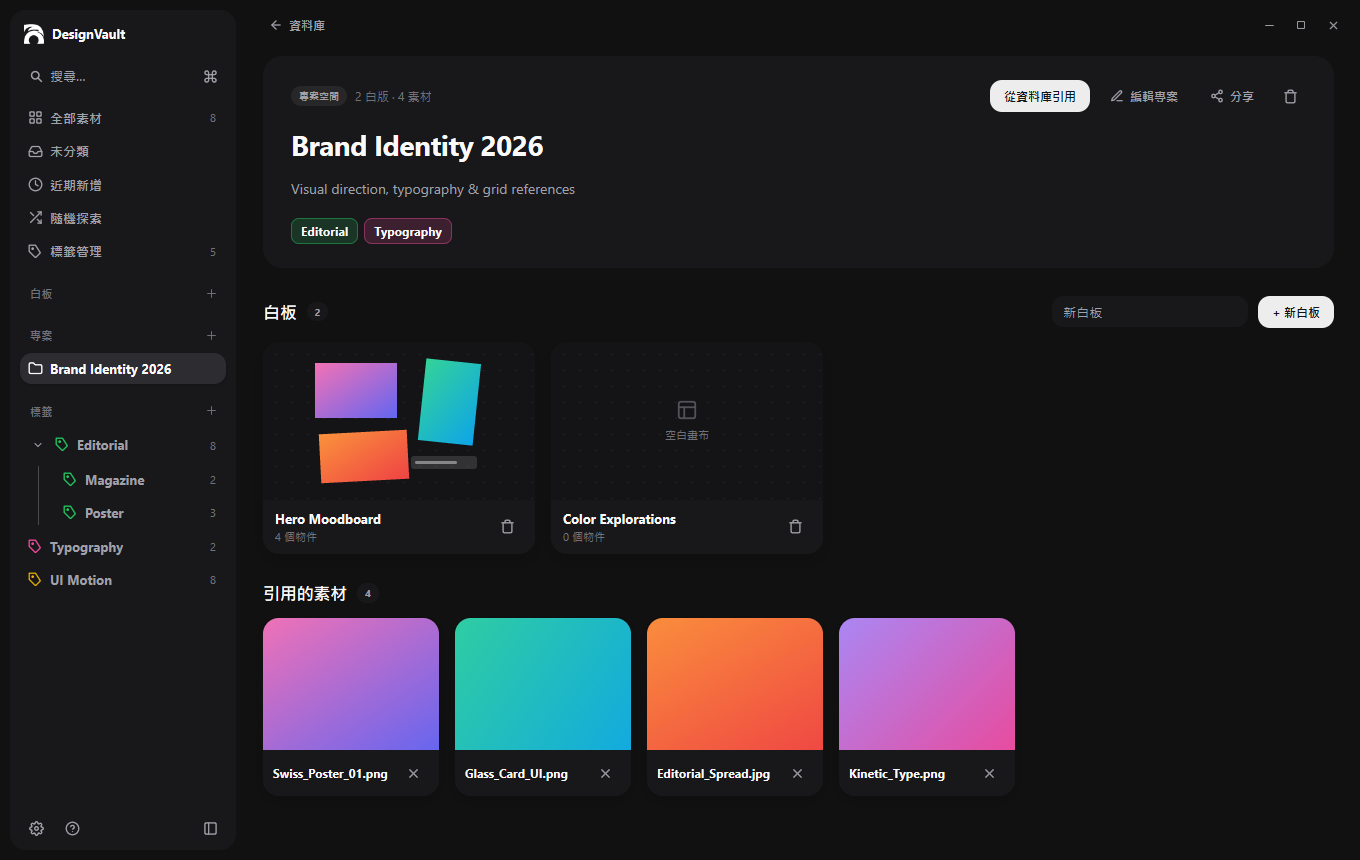 DesignVault
搜尋...
全部素材 8
未分類
近期新增
隨機探索
標籤管理 5
白板
專案
Brand Identity 2026
標籤
Editorial 8
Magazine 2
Poster 3
Typography 2
UI Motion 8
資料庫
專案空間 2 白版 · 4 素材
從資料庫引用 編輯專案 分享
Brand Identity 2026
Visual direction, typography & grid references
Editorial Typography
白板 2
新白板 + 新白板
空白畫布
Hero Moodboard
4 個物件
Color Explorations
0 個物件
引用的素材 4
Swiss_Poster_01.png
Glass_Card_UI.png
Editorial_Spread.jpg
Kinetic_Type.png